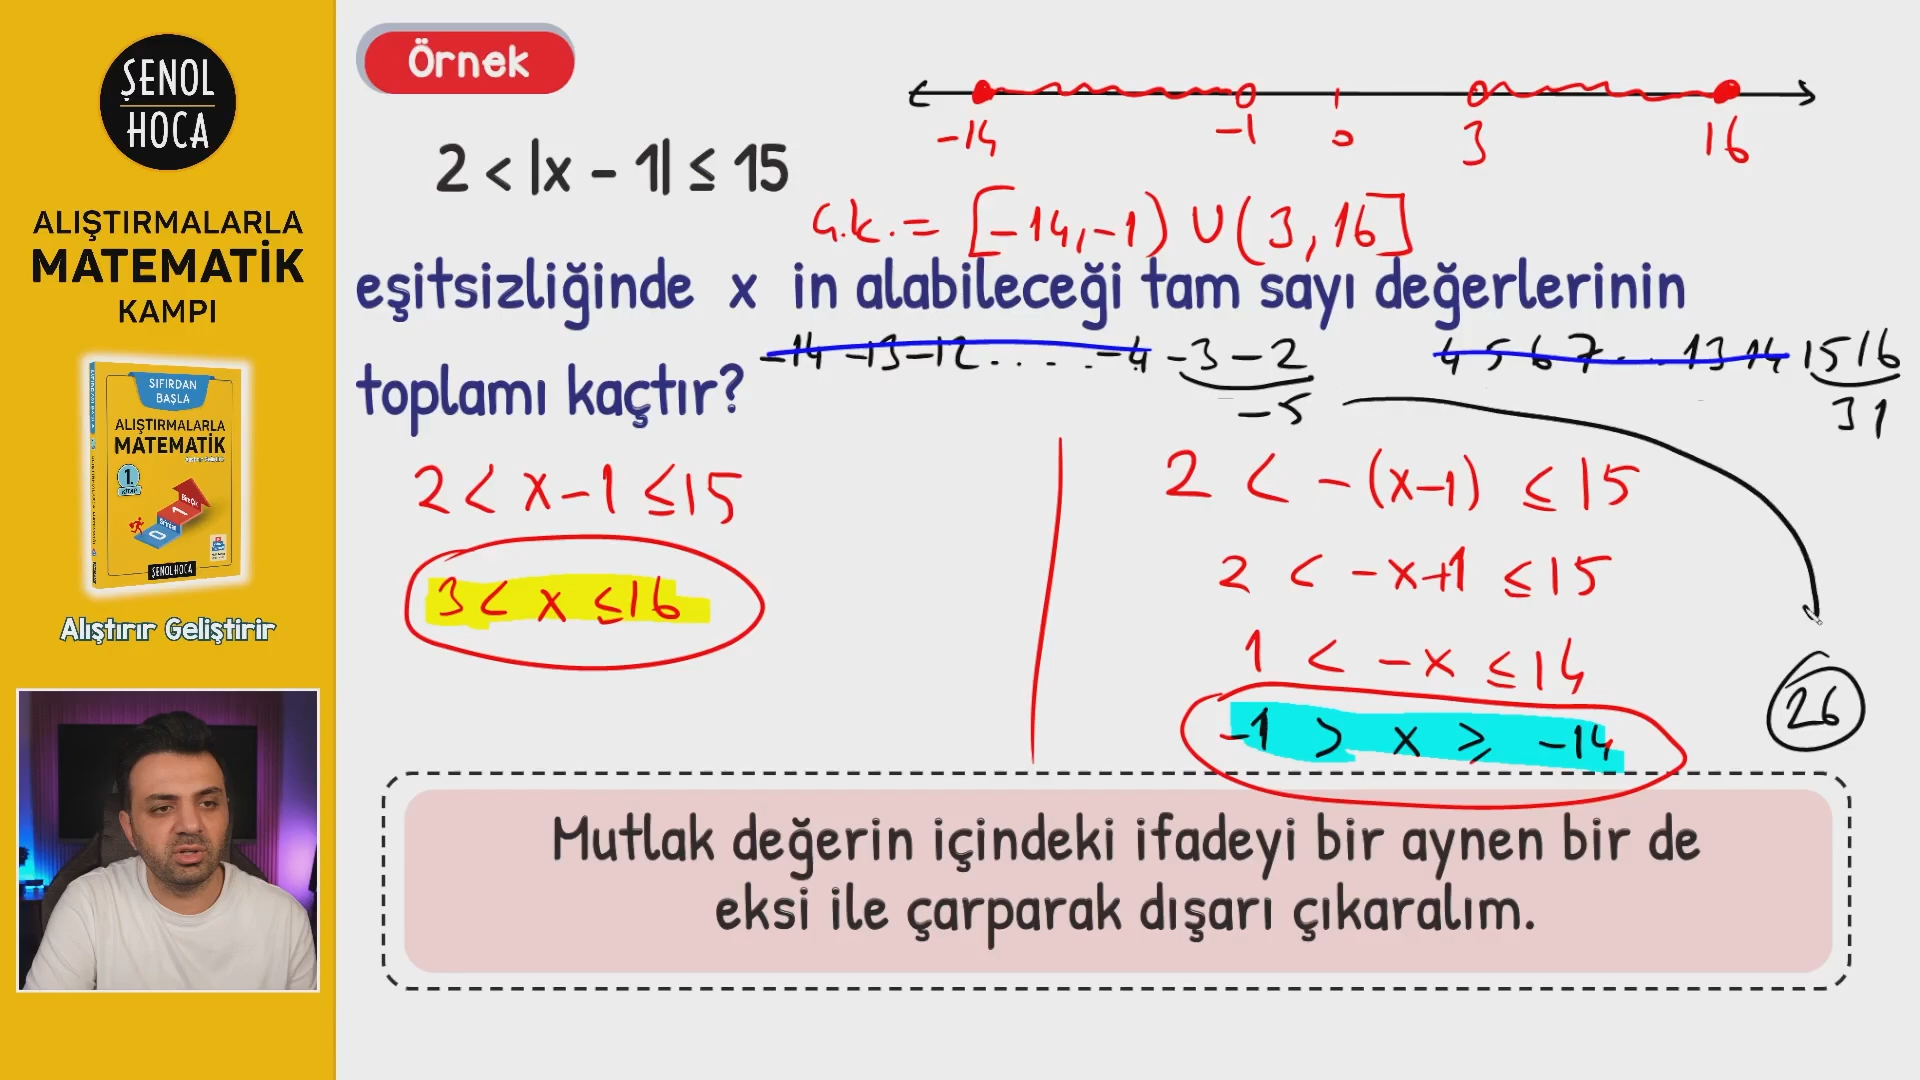 ŞENOL
HOCA
ALIŞTIRMALARLA
MATEMATİK
KAMPI
SIFIRDAN
BAŞLA
ALIŞTIRMALARLA
MATEMATİK
1.
ŞENOL HOCA
Alıştırır Geliştirir
Örnek
-14 -1 0 3 16
2 < |x - 1| ≤ 15
Ç.K. = [-14,-1) U (3,16]
eşitsizliğinde x in alabileceği tam sayı değerlerinin
-14 -13 -12 . . . . -4 -3 -2 4 5 6 7 . . . 13 14 15 16
toplamı kaçtır?
-5 31
2 < x-1 ≤ 15
3 < x ≤ 16
2 < -(x-1) ≤ 15
2 < -x+1 ≤ 15
1 < -x ≤ 14
-1 > x ≥ -14
26
Mutlak değerin içindeki ifadeyi bir aynen bir de
eksi ile çarparak dışarı çıkaralım.